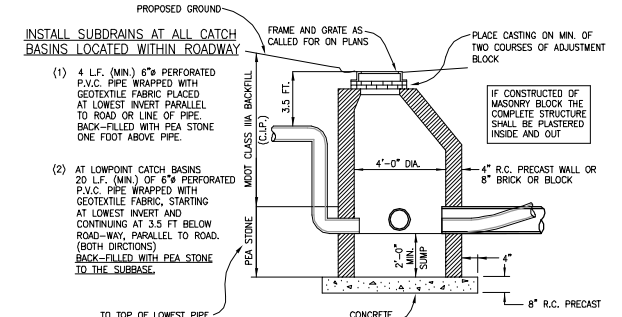 PROPOSED GROUND
INSTALL SUBDRAINS AT ALL CATCH
BASINS LOCATED WITHIN ROADWAY
FRAME AND GRATE AS
CALLED FOR ON PLANS
PLACE CASTING ON MIN. OF
TWO COURSES OF ADJUSTMENT
BLOCK
(1) 4 L.F. (MIN.) 6"ø PERFORATED
P.V.C. PIPE WRAPPED WITH
GEOTEXTILE FABRIC PLACED
AT LOWEST INVERT PARALLEL
TO ROAD OR LINE OF PIPE.
BACK-FILLED WITH PEA STONE
ONE FOOT ABOVE PIPE.
(2) AT LOWPOINT CATCH BASINS
20 L.F. (MIN.) OF 6"ø PERFORATED
P.V.C. PIPE WRAPPED WITH
GEOTEXTILE FABRIC, STARTING
AT LOWEST INVERT AND
CONTINUING AT 3.5 FT BELOW
ROAD-WAY, PARALLEL TO ROAD.
(BOTH DIRCTIONS)
BACK-FILLED WITH PEA STONE
TO THE SUBBASE.
MDOT CLASS IIIA BACKFILL
(C.I.P.)
3.5 FT.
PEA STONE
IF CONSTRUCTED OF
MASONRY BLOCK THE
COMPLETE STRUCTURE
SHALL BE PLASTERED
INSIDE AND OUT
4'-0" DIA.
4" R.C. PRECAST WALL OR
8" BRICK OR BLOCK
2'-0"
MIN.
SUMP
4"
8" R.C. PRECAST
TO TOP OF LOWEST PIPE
CONCRETE